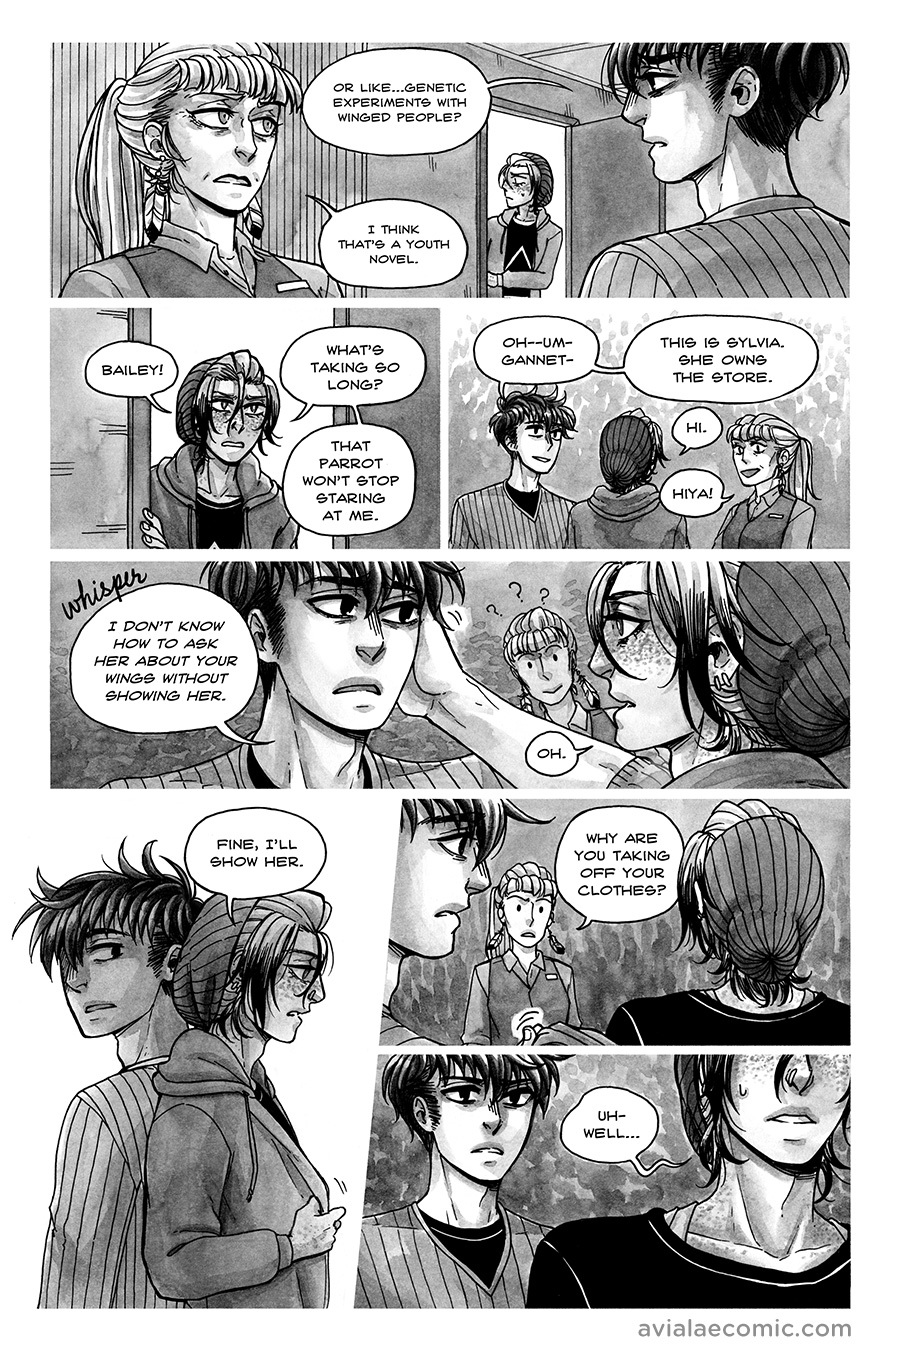 OR LIKE...GENETIC
EXPERIMENTS WITH
WINGED PEOPLE?
I THINK
THAT'S A YOUTH
NOVEL.
BAILEY!
WHAT'S
TAKING SO
LONG?
THAT
PARROT
WON'T STOP
STARING
AT ME.
OH--UM-
GANNET-
THIS IS SYLVIA.
SHE OWNS
THE STORE.
HI.
HIYA!
whisper
I DON'T KNOW
HOW TO ASK
HER ABOUT YOUR
WINGS WITHOUT
SHOWING HER.
? ? ?
OH.
FINE, I'LL
SHOW HER.
WHY ARE
YOU TAKING
OFF YOUR
CLOTHES?
UH-
WELL...
avialaecomic.com